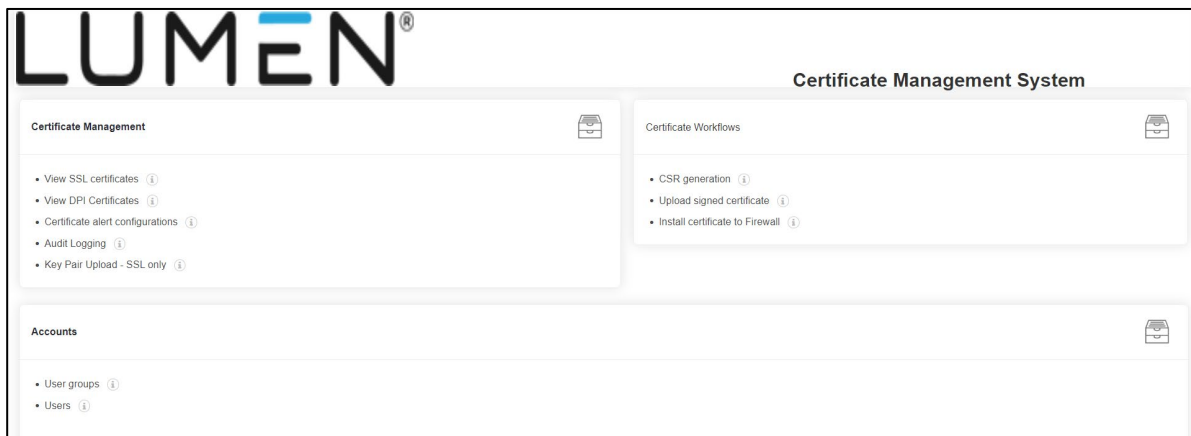 LUMEN®
Certificate Management System
Certificate Management
• View SSL certificates
• View DPI Certificates
• Certificate alert configurations
• Audit Logging
• Key Pair Upload - SSL only
Certificate Workflows
• CSR generation
• Upload signed certificate
• Install certificate to Firewall
Accounts
• User groups
• Users